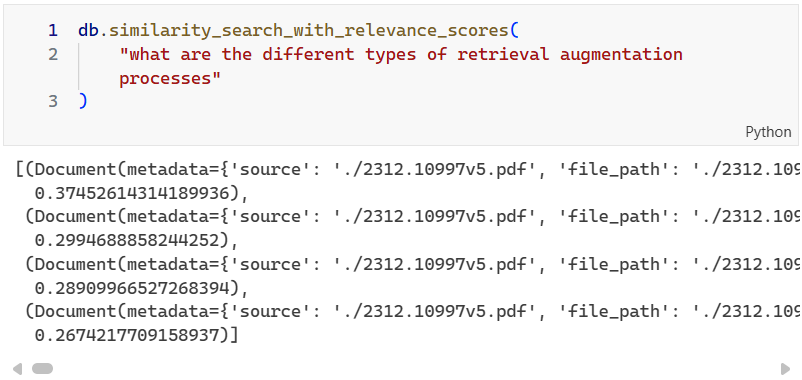 1 db.similarity_search_with_relevance_scores(
2 "what are the different types of retrieval augmentation
processes"
3 )
Python
[(Document(metadata={'source': './2312.10997v5.pdf', 'file_path': './2312.109
0.37452614314189936),
(Document(metadata={'source': './2312.10997v5.pdf', 'file_path': './2312.109
0.2994688858244252),
(Document(metadata={'source': './2312.10997v5.pdf', 'file_path': './2312.109
0.28909966527268394),
(Document(metadata={'source': './2312.10997v5.pdf', 'file_path': './2312.109
0.2674217709158937)]